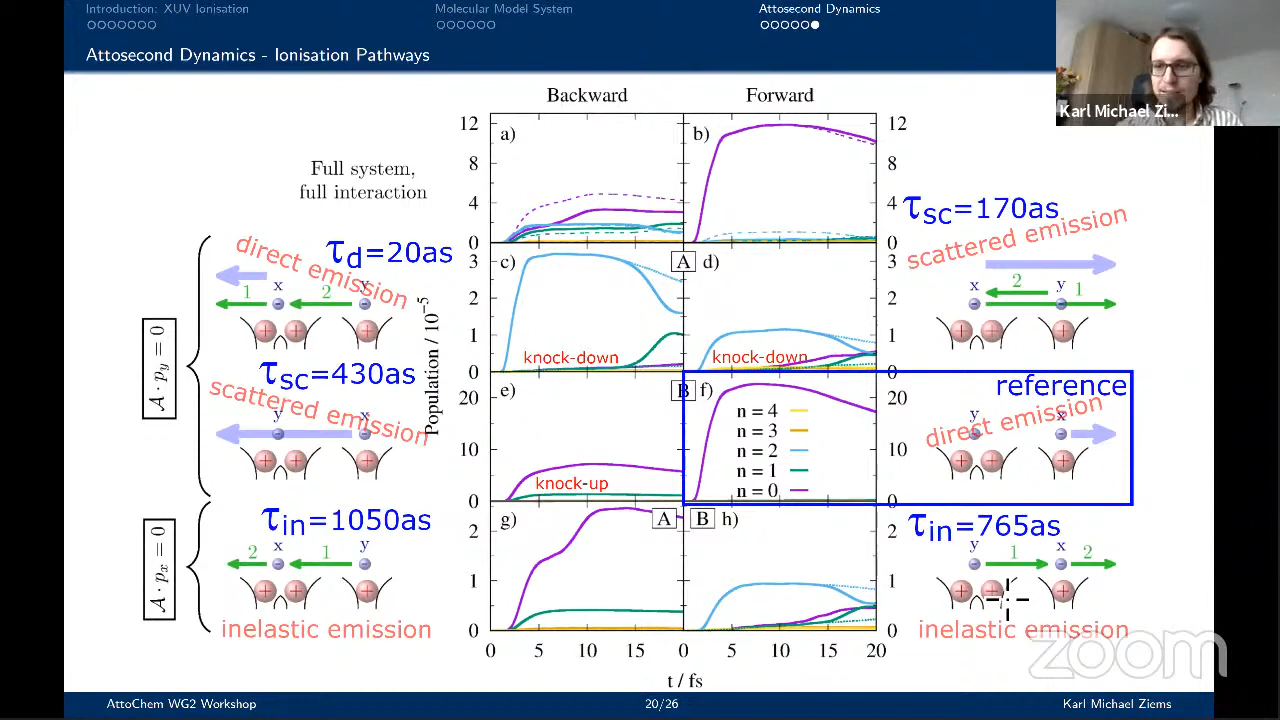 Introduction: XUV Ionisation
Molecular Model System
Attosecond Dynamics
Attosecond Dynamics - Ionisation Pathways
Karl Michael Zi...
Backward
Forward
Full system,
full interaction
a)
b)
12
8
4
0
12
8
4
0
τd=20as
direct emission
x
y
1
2
τsc=170as
scattered emission
x
y
2
1
c)
A
d)
3
2
1
0
3
2
1
0
knock-down
knock-down
A · py = 0
Population / 10⁻⁵
τsc=430as
scattered emission
y
x
e)
B
f)
20
10
0
20
10
0
knock-up
n = 4
n = 3
n = 2
n = 1
n = 0
reference
direct emission
y
x
A · px = 0
τin=1050as
x
y
2
1
inelastic emission
g)
A
B
h)
2
1
0
2
1
0
τin=765as
y
x
1
2
inelastic emission
0
5
10
15
0
5
10
15
20
t / fs
zoom
AttoChem WG2 Workshop
20/26
Karl Michael Ziems